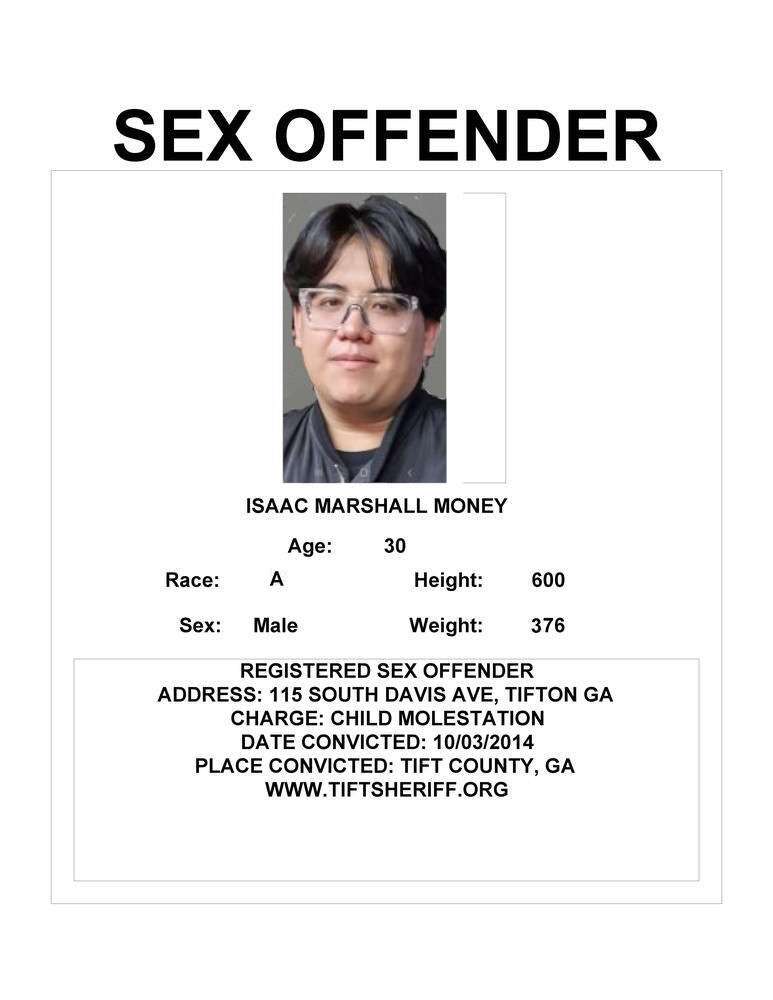 SEX OFFENDER
ISAAC MARSHALL MONEY
Age: 30
Race: A Height: 600
Sex: Male Weight: 376
REGISTERED SEX OFFENDER
ADDRESS: 115 SOUTH DAVIS AVE, TIFTON GA
CHARGE: CHILD MOLESTATION
DATE CONVICTED: 10/03/2014
PLACE CONVICTED: TIFT COUNTY, GA
WWW.TIFTSHERIFF.ORG